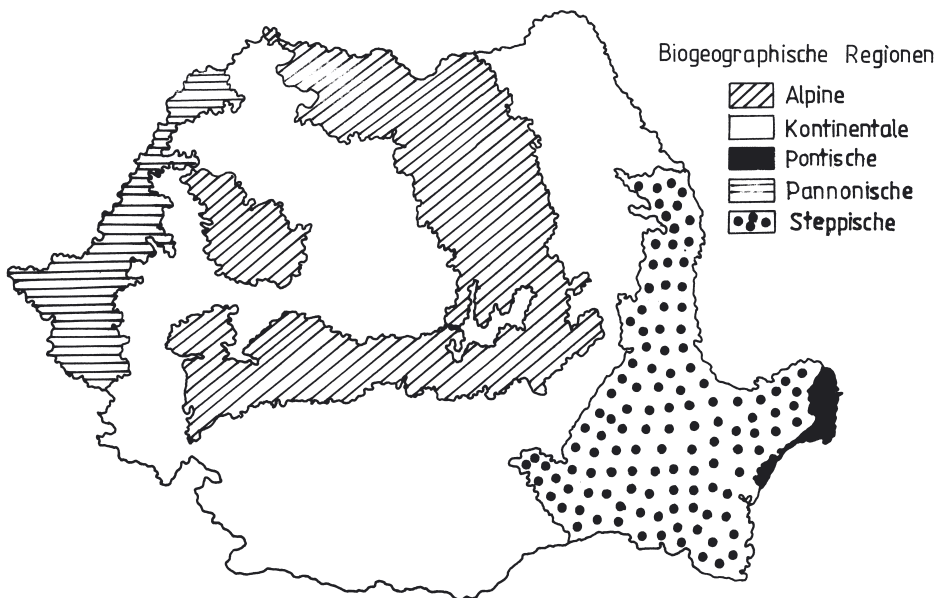 Biogeographische Regionen
Alpine
Kontinentale
Pontische
Pannonische
Steppische